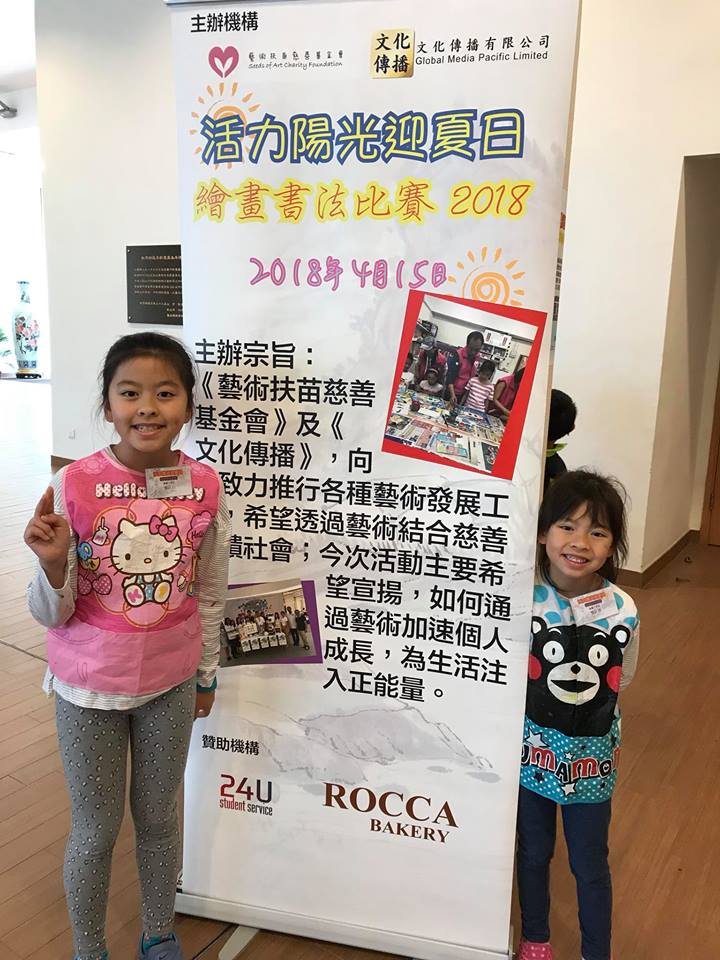 主辦機構
藝術扶苗慈善基金會
Seeds of Art Charity Foundation
文化
傳播
文化傳播有限公司
Global Media Pacific Limited
活力陽光迎夏日
繪畫書法比賽 2018
2018年4月15日
主辦宗旨：
《藝術扶苗慈善
基金會》及《
文化傳播》，向
致力推行各種藝術發展工
，希望透過藝術結合慈善
社會；今次活動主要希
望宣揚，如何通
過藝術加速個人
成長，為生活注
入正能量。
贊助機構
24U
student service
ROCCA
BAKERY
Hello Kitty
UMAMON